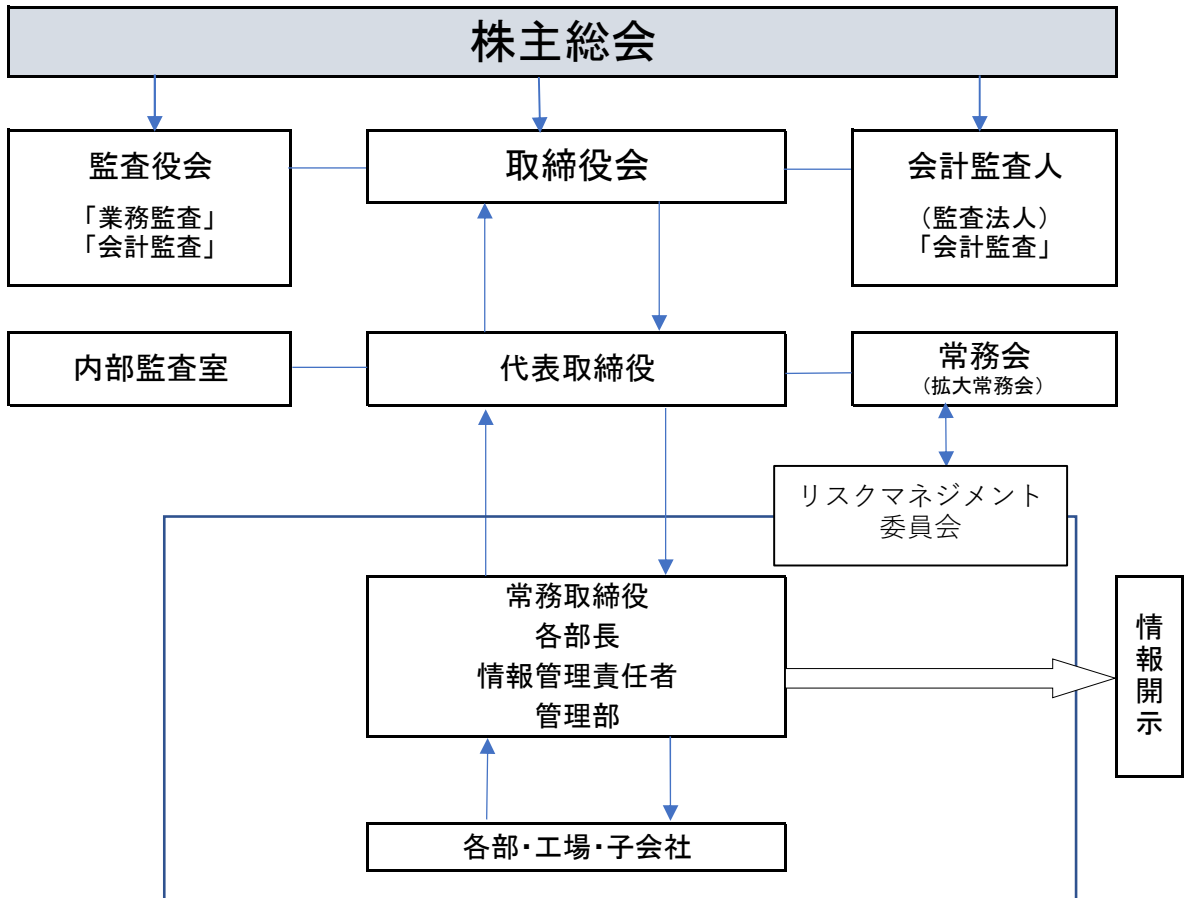 株主総会
監査役会
「業務監査」
「会計監査」
取締役会
会計監査人
（監査法人）
「会計監査」
内部監査室
代表取締役
常務会
（拡大常務会）
リスクマネジメント
委員会
常務取締役
各部長
情報管理責任者
管理部
情報開示
各部・工場・子会社